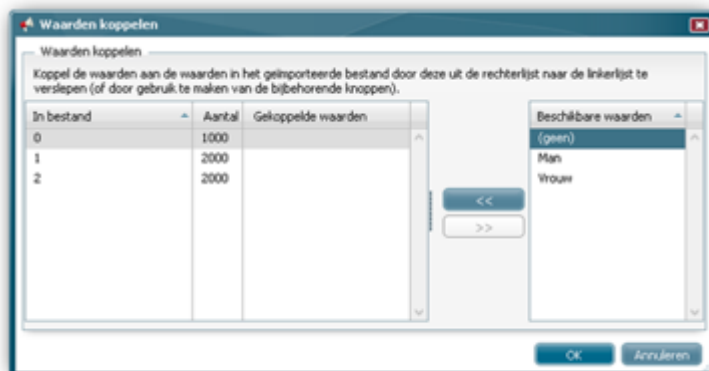 Waarden koppelen
Waarden koppelen
Koppel de waarden aan de waarden in het geïmporteerde bestand door deze uit de rechterlijst naar de linkerlijst te
verslepen (of door gebruik te maken van de bijbehorende knoppen).
In bestand Aantal Gekoppelde waarden Beschikbare waarden
0 1000 (geen)
1 2000 Man
2 2000 Vrouw
<<
>>
OK Annuleren